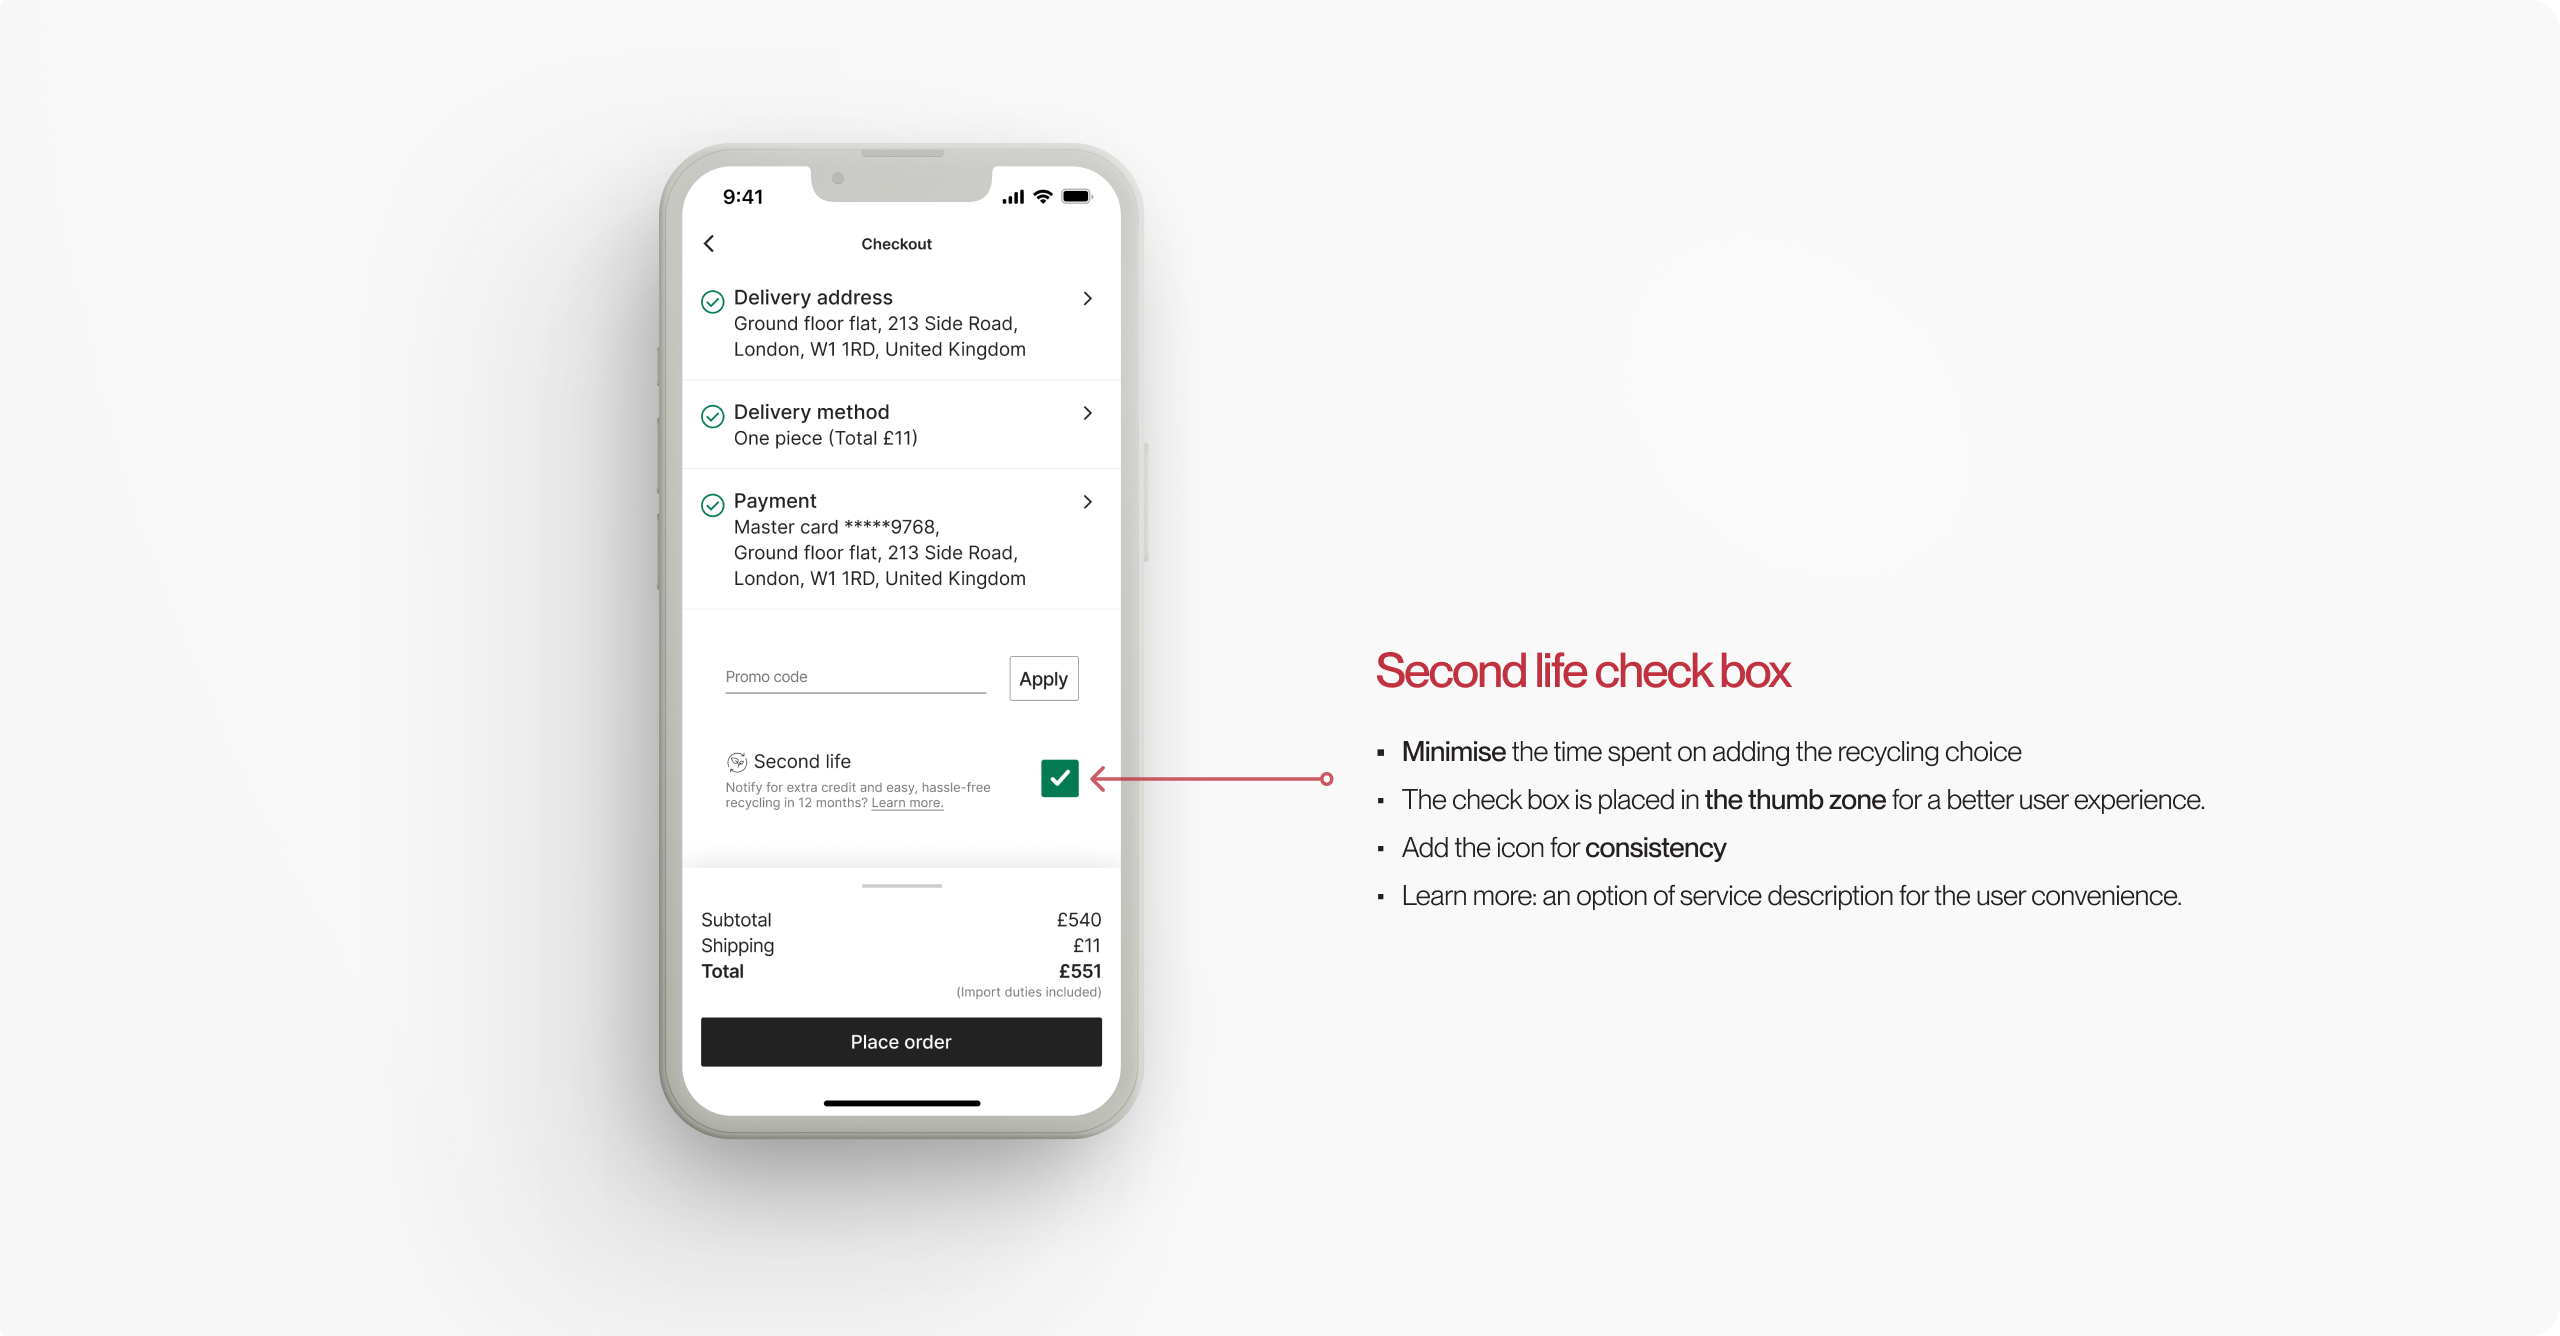 9:41
Checkout
Delivery address
Ground floor flat, 213 Side Road,
London, W1 1RD, United Kingdom
Delivery method
One piece (Total £11)
Payment
Master card *****9768,
Ground floor flat, 213 Side Road,
London, W1 1RD, United Kingdom
Promo code
Apply
Second life
Notify for extra credit and easy, hassle-free
recycling in 12 months? Learn more.
Subtotal £540
Shipping £11
Total £551
(Import duties included)
Place order
Second life check box
▪ Minimise the time spent on adding the recycling choice
▪ The check box is placed in the thumb zone for a better user experience.
▪ Add the icon for consistency
▪ Learn more: an option of service description for the user convenience.